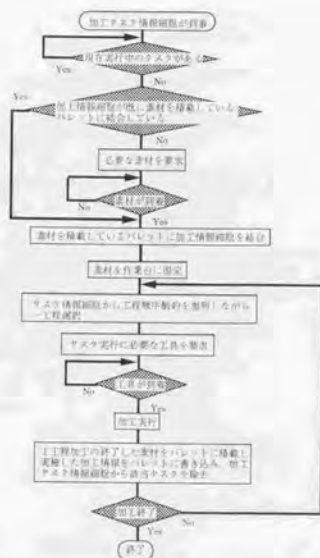 加工タスク情報細胞が到着
現在実行中のタスクがある
Yes
No
Yes
加工情報細胞が既に素材を積載している
パレットに結合している
No
必要な素材を要求
素材が到着
No
Yes
素材を積載しているパレットに加工情報細胞を結合
素材を作業台に固定
タスク情報細胞から工程順序制約を参照しながら
一工程選択
タスク実行に必要な工具を要求
工具が到着
No
Yes
加工実行
1工程加工の終了した素材をパレットに積載し
実施した加工情報をパレットに書き込み、加工
タスク情報細胞から該当タスクを除去
加工終了
No
Yes
終了